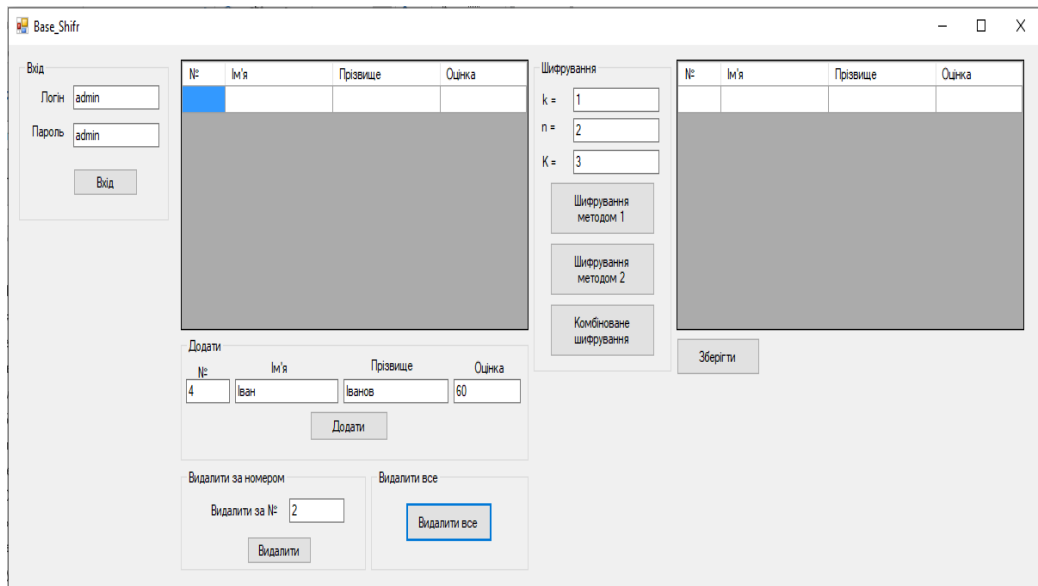 Base_Shifr
Вхід
Логін admin
Пароль admin
Вхід
№ Ім'я Прізвище Оцінка
Додати
№ Ім'я Прізвище Оцінка
4 Іван Іванов 60
Додати
Видалити за номером
Видалити за № 2
Видалити
Видалити все
Видалити все
Шифрування
k = 1
n = 2
K = 3
Шифрування
методом 1
Шифрування
методом 2
Комбіноване
шифрування
№ Ім'я Прізвище Оцінка
Зберігти